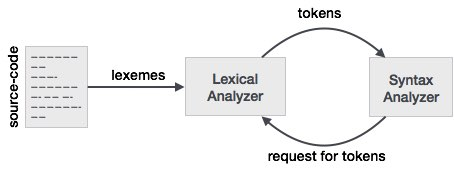 source-code
lexemes
Lexical
Analyzer
tokens
Syntax
Analyzer
request for tokens